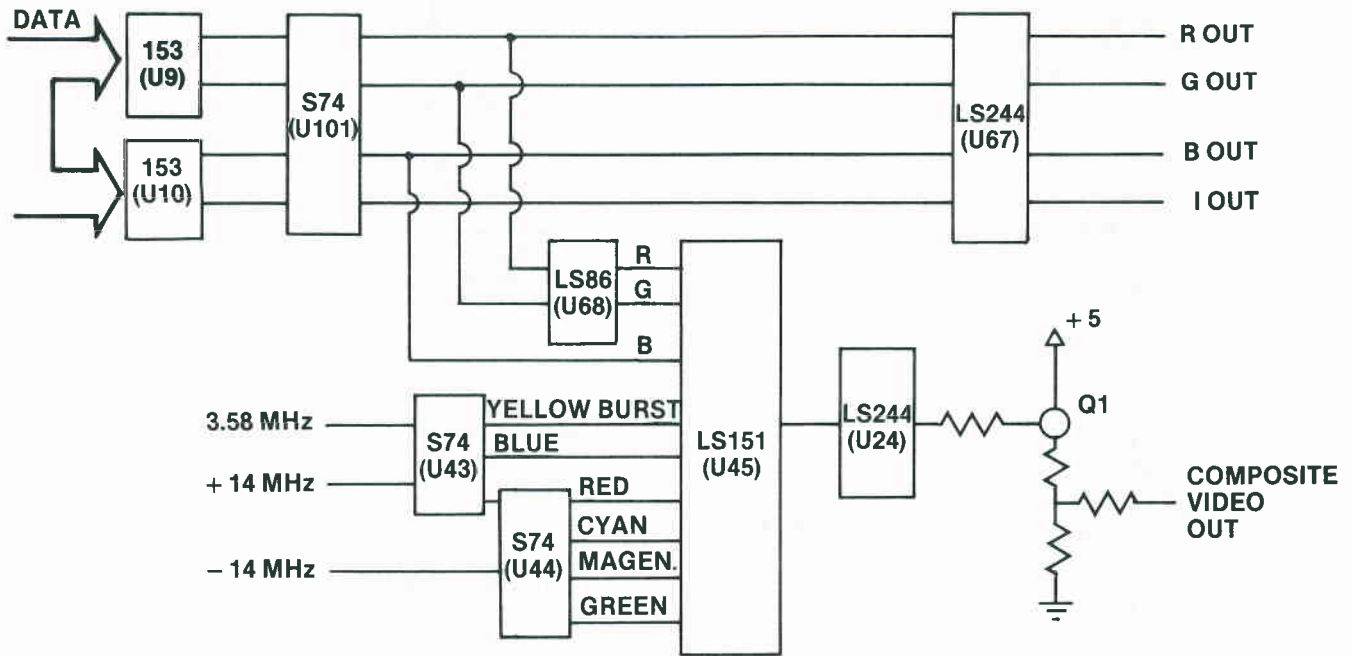 DATA
153
(U9)
153
(U10)
S74
(U101)
LS244
(U67)
R OUT
G OUT
B OUT
I OUT
LS86
(U68)
R
G
B
3.58 MHz
+ 14 MHz
− 14 MHz
S74
(U43)
S74
(U44)
YELLOW BURST
BLUE
RED
CYAN
MAGEN.
GREEN
LS151
(U45)
LS244
(U24)
+ 5
Q1
COMPOSITE
VIDEO
OUT